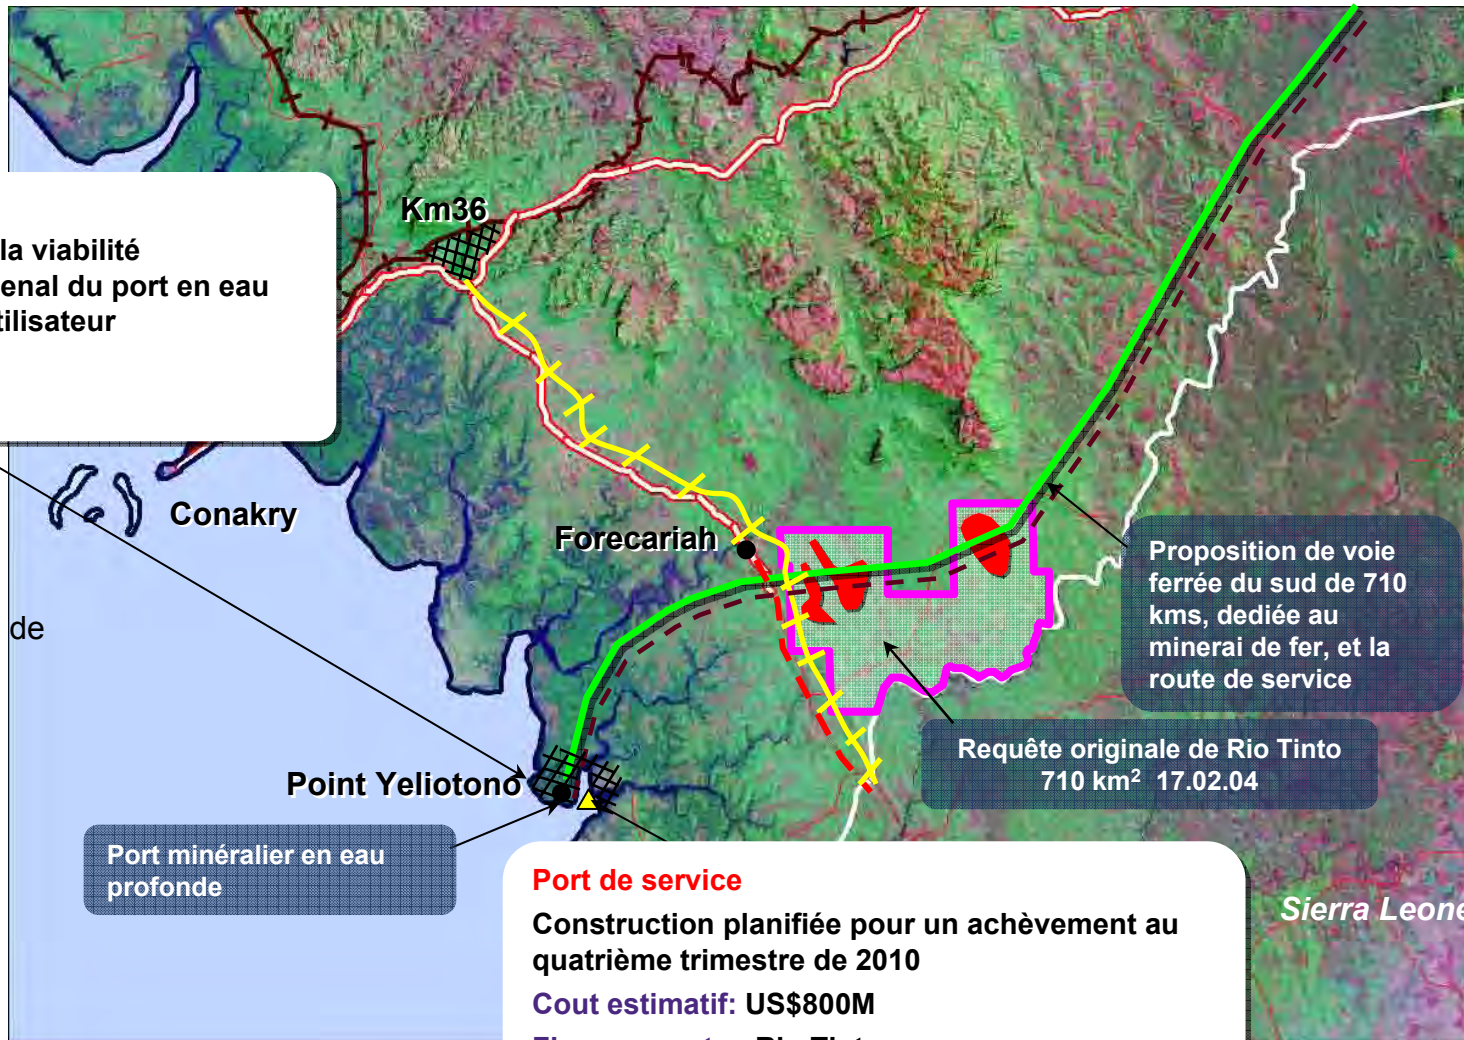 Km36
la viabilité
enal du port en eau
tilisateur
Conakry
Forecariah
Proposition de voie
ferrée du sud de 710
kms, dediée au
minerai de fer, et la
route de service
de
Requête originale de Rio Tinto
710 km² 17.02.04
Point Yeliotono
Port minéralier en eau
profonde
Port de service
Construction planifiée pour un achèvement au
quatrième trimestre de 2010
Cout estimatif: US$800M
Sierra Leone